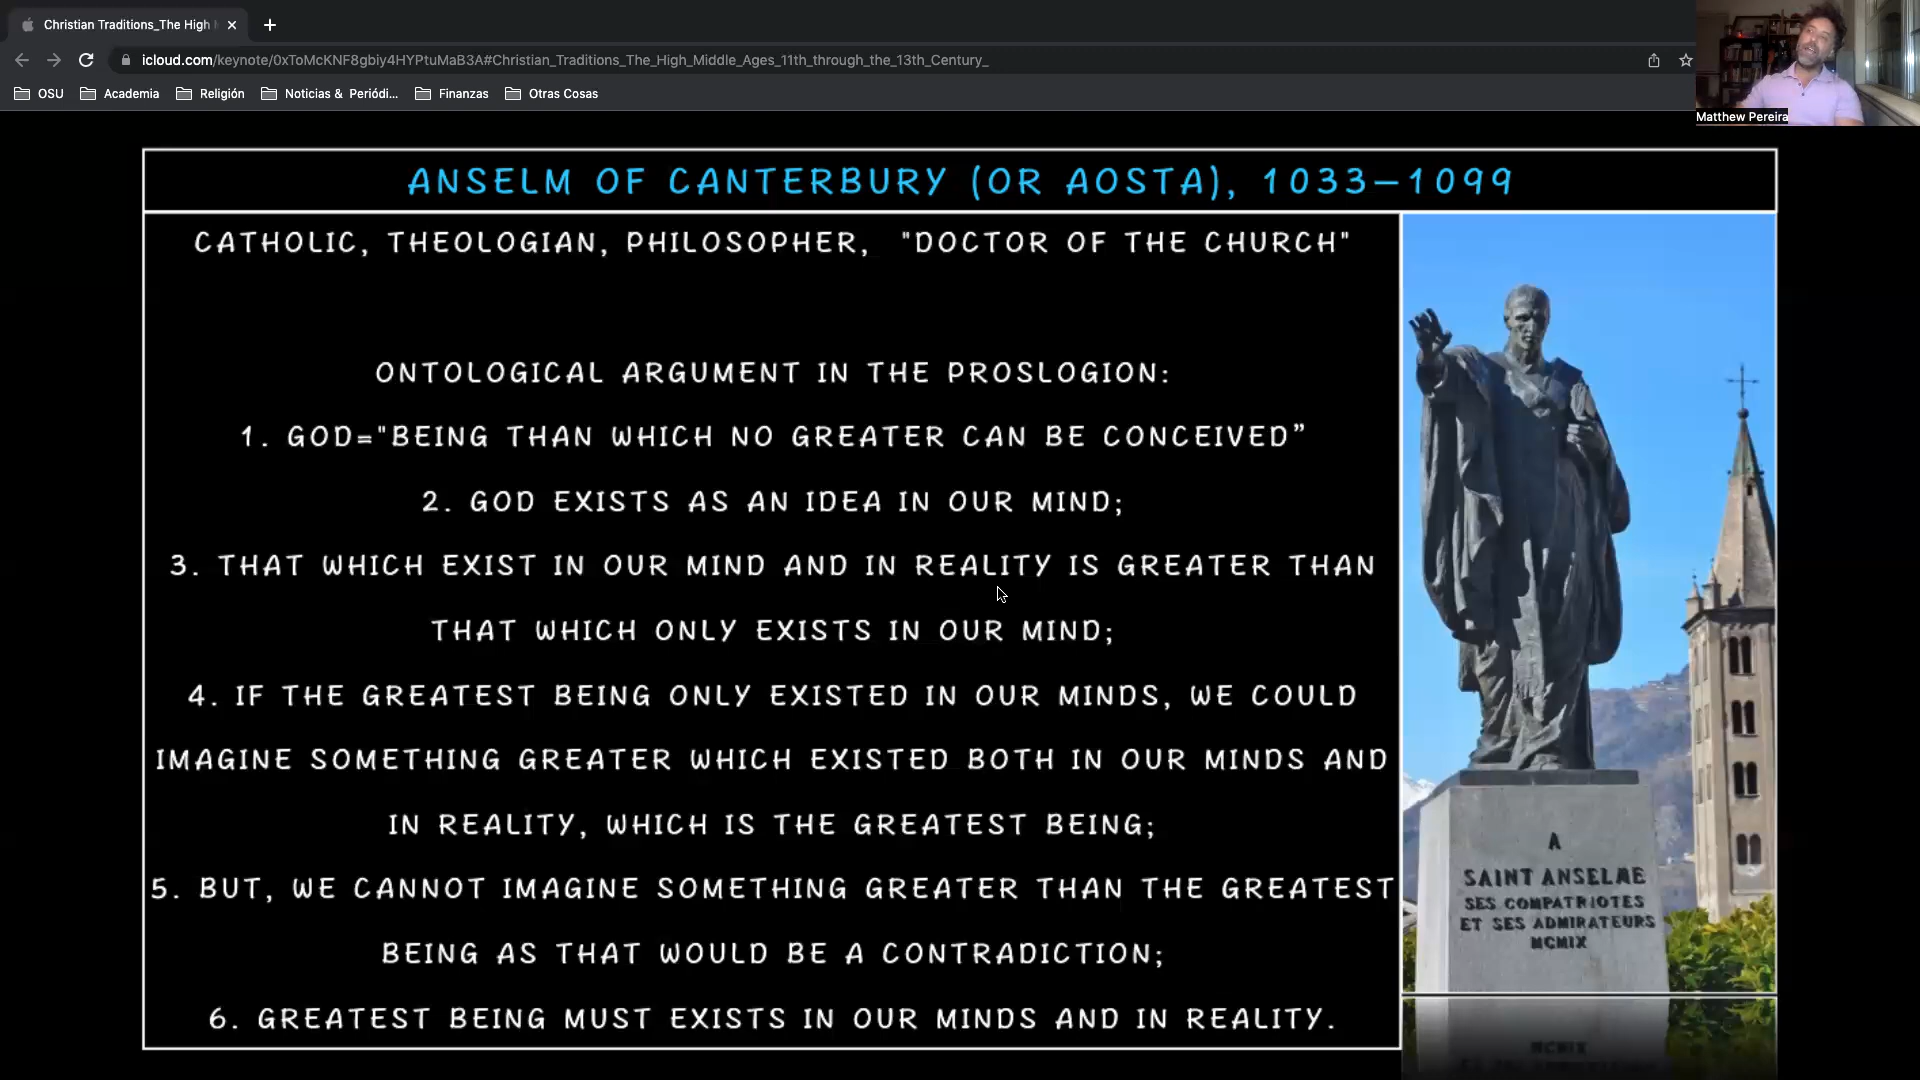 Christian Traditions_The High
icloud.com/keynote/0xToMcKNF8gbiy4HYPtuMaB3A#Christian_Traditions_The_High_Middle_Ages_11th_through_the_13th_Century_
OSU Academia Religión Noticias & Periódi... Finanzas Otras Cosas
Matthew Pereira
ANSELM OF CANTERBURY (OR AOSTA), 1033–1099
CATHOLIC, THEOLOGIAN, PHILOSOPHER, "DOCTOR OF THE CHURCH"
ONTOLOGICAL ARGUMENT IN THE PROSLOGION:
1. GOD="BEING THAN WHICH NO GREATER CAN BE CONCEIVED”
2. GOD EXISTS AS AN IDEA IN OUR MIND;
3. THAT WHICH EXIST IN OUR MIND AND IN REALITY IS GREATER THAN
THAT WHICH ONLY EXISTS IN OUR MIND;
4. IF THE GREATEST BEING ONLY EXISTED IN OUR MINDS, WE COULD
IMAGINE SOMETHING GREATER WHICH EXISTED BOTH IN OUR MINDS AND
IN REALITY, WHICH IS THE GREATEST BEING;
5. BUT, WE CANNOT IMAGINE SOMETHING GREATER THAN THE GREATEST
BEING AS THAT WOULD BE A CONTRADICTION;
6. GREATEST BEING MUST EXISTS IN OUR MINDS AND IN REALITY.
A
SAINT ANSELME
SES COMPATRIOTES
ET SES ADMIRATEURS
MCMIX